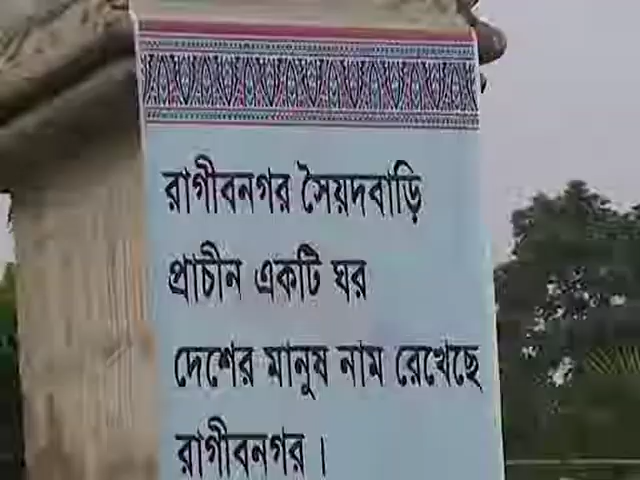 রাগীবনগর সৈয়দবাড়ি
প্রাচীন একটি ঘর
দেশের মানুষ নাম রেখেছে
রাগীবনগর।